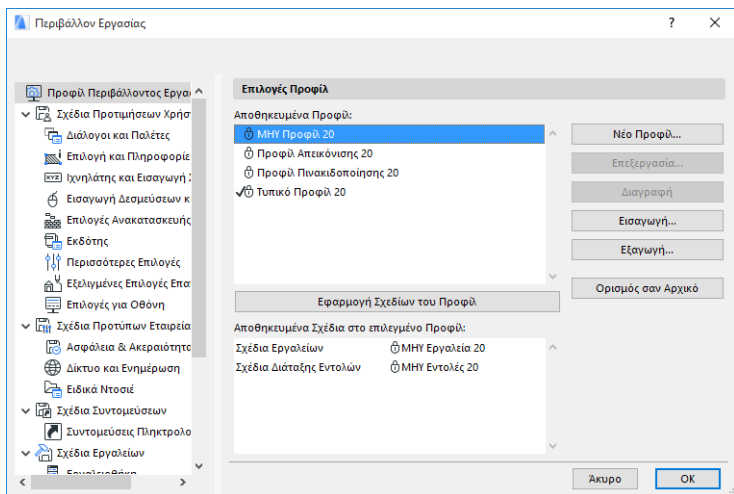 Περιβάλλον Εργασίας
Προφίλ Περιβάλλοντος Εργα
Σχέδια Προτιμήσεων Χρήσ
Διάλογοι και Παλέτες
Επιλογή και Πληροφορίε
Ιχνηλάτης και Εισαγωγή Σ
Εισαγωγή Δεσμεύσεων κ
Επιλογές Ανακατασκευής
Εκδότης
Περισσότερες Επιλογές
Εξελιγμένες Επιλογές Επα
Επιλογές για Οθόνη
Σχέδια Προτύπων Εταιρεία
Ασφάλεια & Ακεραιότητα
Δίκτυο και Ενημέρωση
Ειδικά Ντοσιέ
Σχέδια Συντομεύσεων
Συντομεύσεις Πληκτρολο
Σχέδια Εργαλείων
Εργαλειοθήκη
Επιλογές Προφίλ
Αποθηκευμένα Προφίλ:
ΜΗΥ Προφίλ 20
Προφίλ Απεικόνισης 20
Προφίλ Πινακιδοποίησης 20
Τυπικό Προφίλ 20
Νέο Προφίλ...
Επεξεργασία...
Διαγραφή
Εισαγωγή...
Εξαγωγή...
Ορισμός σαν Αρχικό
Εφαρμογή Σχεδίων του Προφίλ
Αποθηκευμένα Σχέδια στο επιλεγμένο Προφίλ:
Σχέδια Εργαλείων ΜΗΥ Εργαλεία 20
Σχέδια Διάταξης Εντολών ΜΗΥ Εντολές 20
Άκυρο
OK